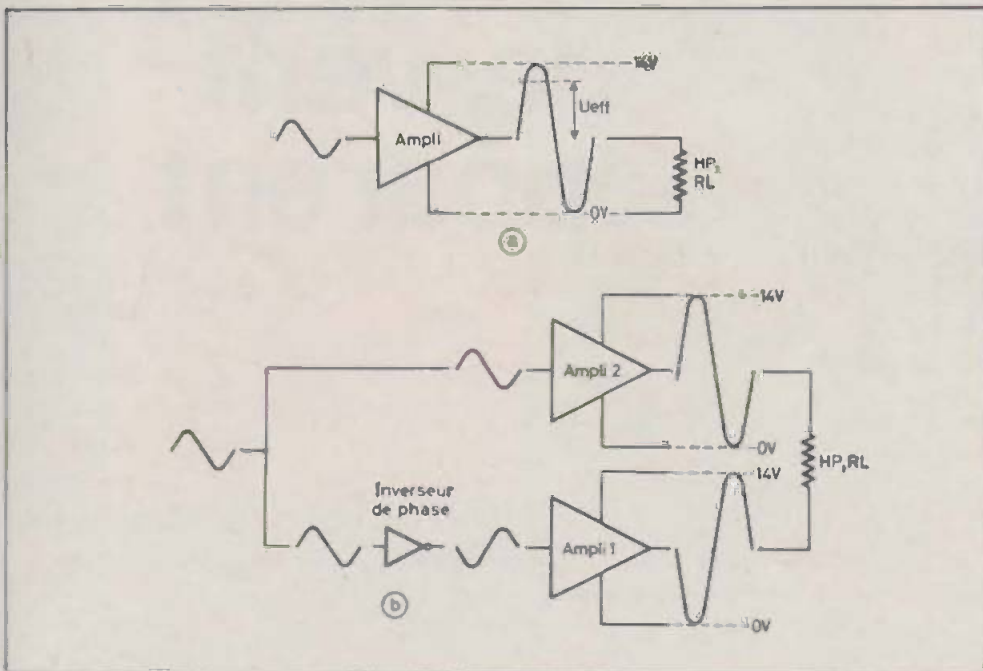 Ueff
Ampli
HP,
RL
0V
a
14V
Ampli 2
0V
HP,RL
14V
Inverseur
de phase
Ampli 1
b
0V